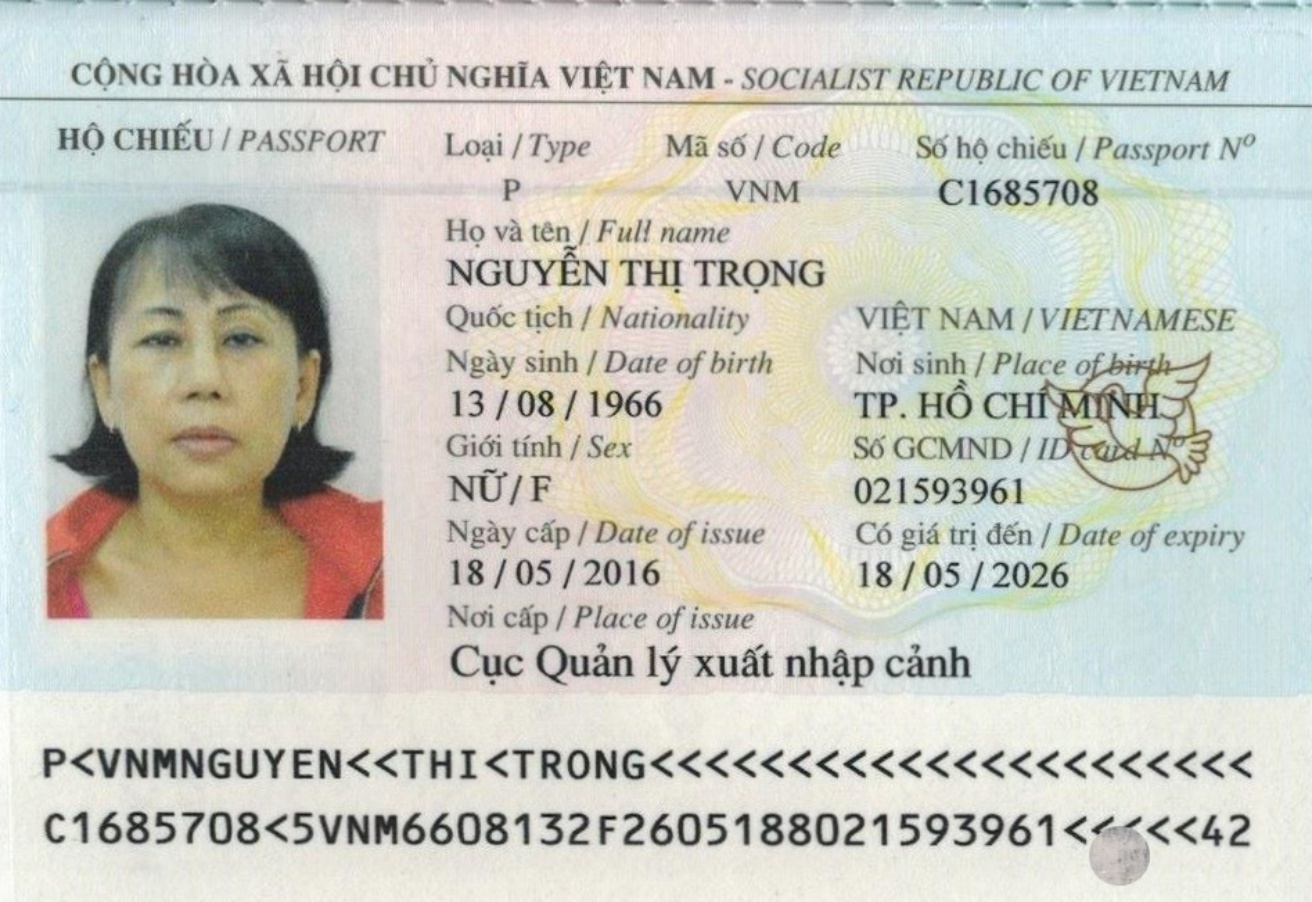 CỘNG HÒA XÃ HỘI CHỦ NGHĨA VIỆT NAM - SOCIALIST REPUBLIC OF VIETNAM
HỘ CHIẾU / PASSPORT Loại / Type Mã số / Code Số hộ chiếu / Passport Nº
P VNM C1685708
Họ và tên / Full name
NGUYỄN THỊ TRỌNG
Quốc tịch / Nationality VIỆT NAM / VIETNAMESE
Ngày sinh / Date of birth Nơi sinh / Place of birth
13 / 08 / 1966 TP. HỒ CHÍ MINH
Giới tính / Sex Số GCMND / ID card Nº
NỮ / F 021593961
Ngày cấp / Date of issue Có giá trị đến / Date of expiry
18 / 05 / 2016 18 / 05 / 2026
Nơi cấp / Place of issue
Cục Quản lý xuất nhập cảnh
P<VNMNGUYEN<<THI<TRONG<<<<<<<<<<<<<<<<<<<<<<
C1685708<5VNM6608132F2605188021593961<<<<<42